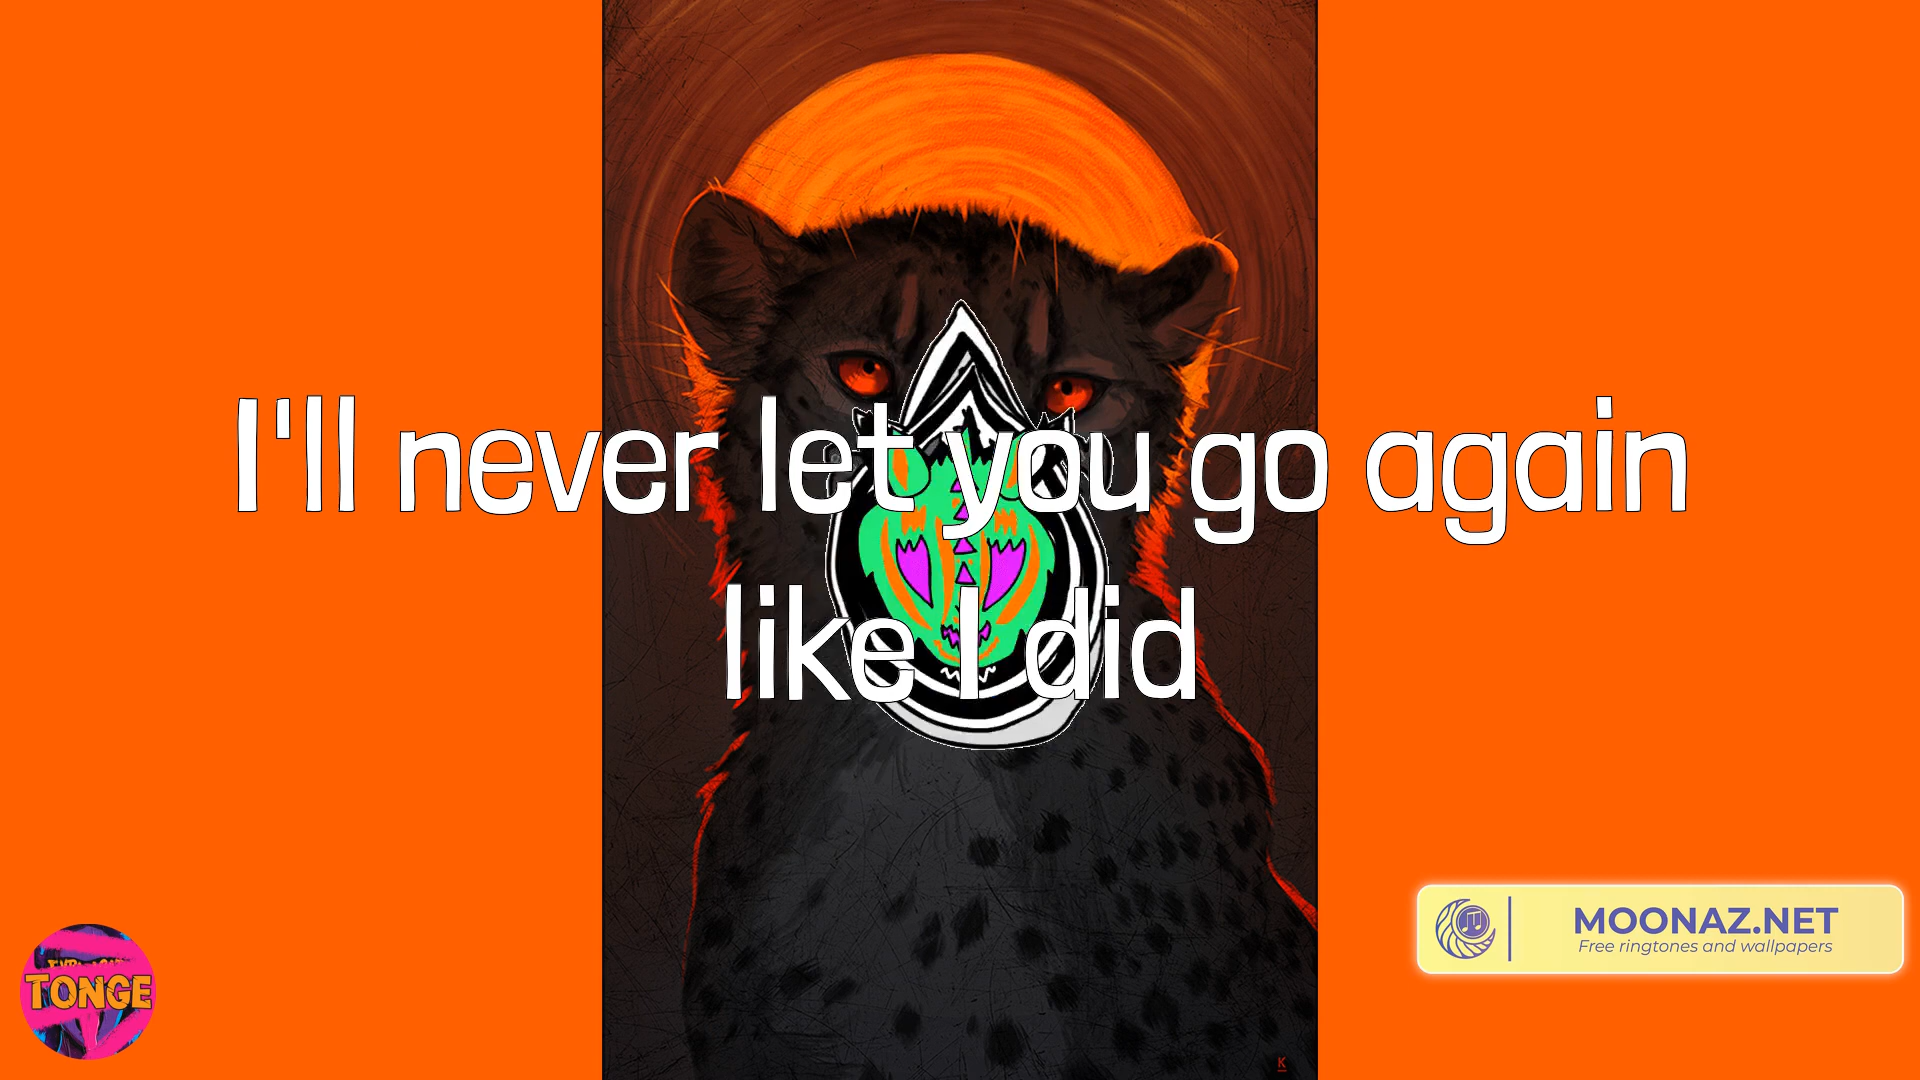 I'll never let you go again
like I did
MOONAZ.NET
Free ringtones and wallpapers
TONGE
K